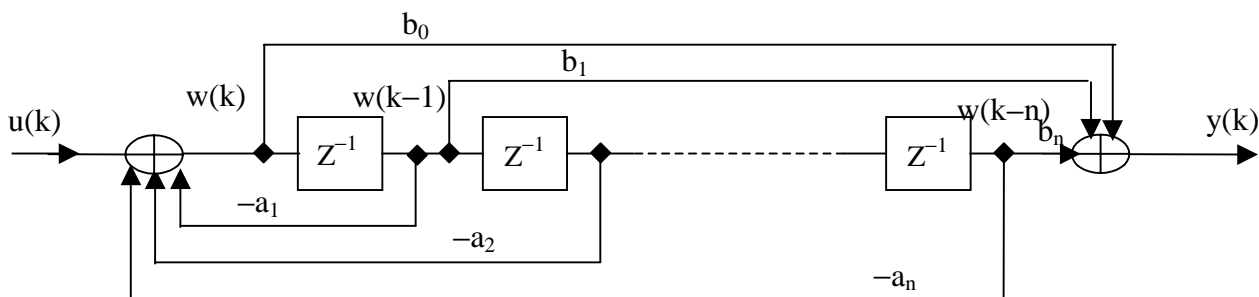 b₀
b₁
w(k) w(k−1) w(k−n)
u(k) bₙ y(k)
Z⁻¹ Z⁻¹ Z⁻¹
−a₁
−a₂
−aₙ